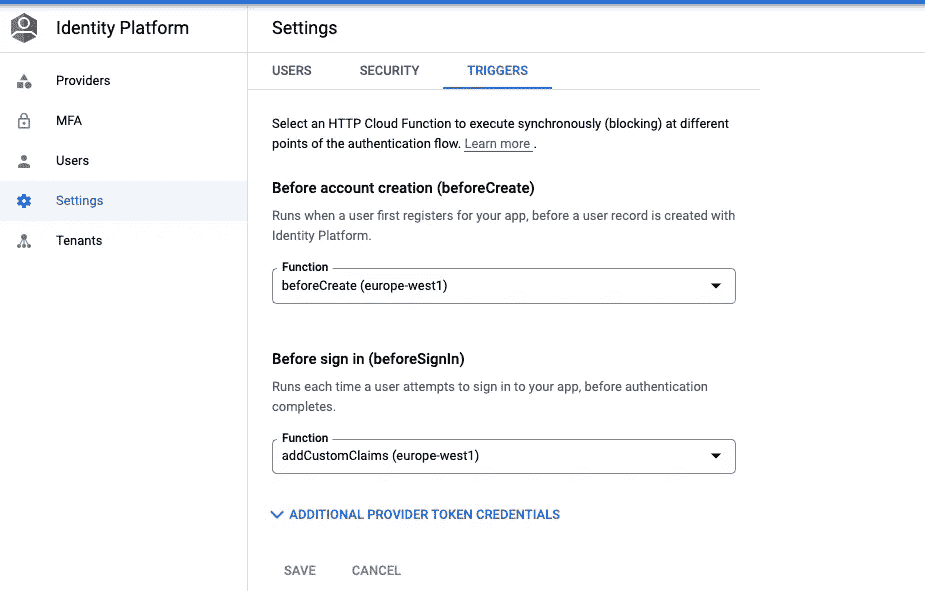 Identity Platform
Settings
Providers
MFA
Users
Settings
Tenants
USERS
SECURITY
TRIGGERS
Select an HTTP Cloud Function to execute synchronously (blocking) at different
points of the authentication flow. Learn more .
Before account creation (beforeCreate)
Runs when a user first registers for your app, before a user record is created with
Identity Platform.
Function
beforeCreate (europe-west1)
Before sign in (beforeSignIn)
Runs each time a user attempts to sign in to your app, before authentication
completes.
Function
addCustomClaims (europe-west1)
ADDITIONAL PROVIDER TOKEN CREDENTIALS
SAVE
CANCEL